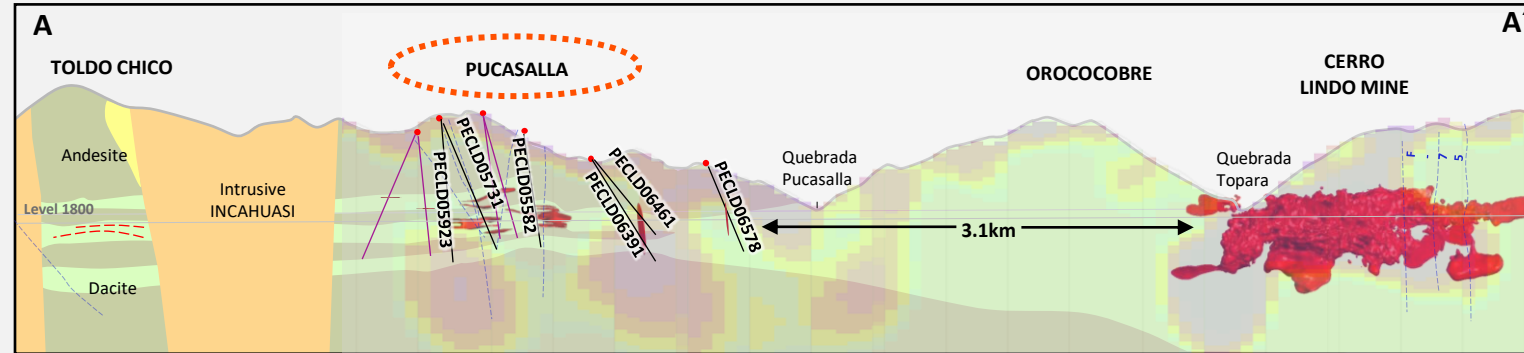 A
A´
TOLDO CHICO
PUCASALLA
OROCOCOBRE
CERRO
LINDO MINE
Andesite
Intrusive
INCAHUASI
Level 1800
Dacite
PECLD05923
PECLD05731
PECLD05582
PECLD06391
PECLD06461
PECLD06578
Quebrada
Pucasalla
3.1km
Quebrada
Topara
F - 7 5